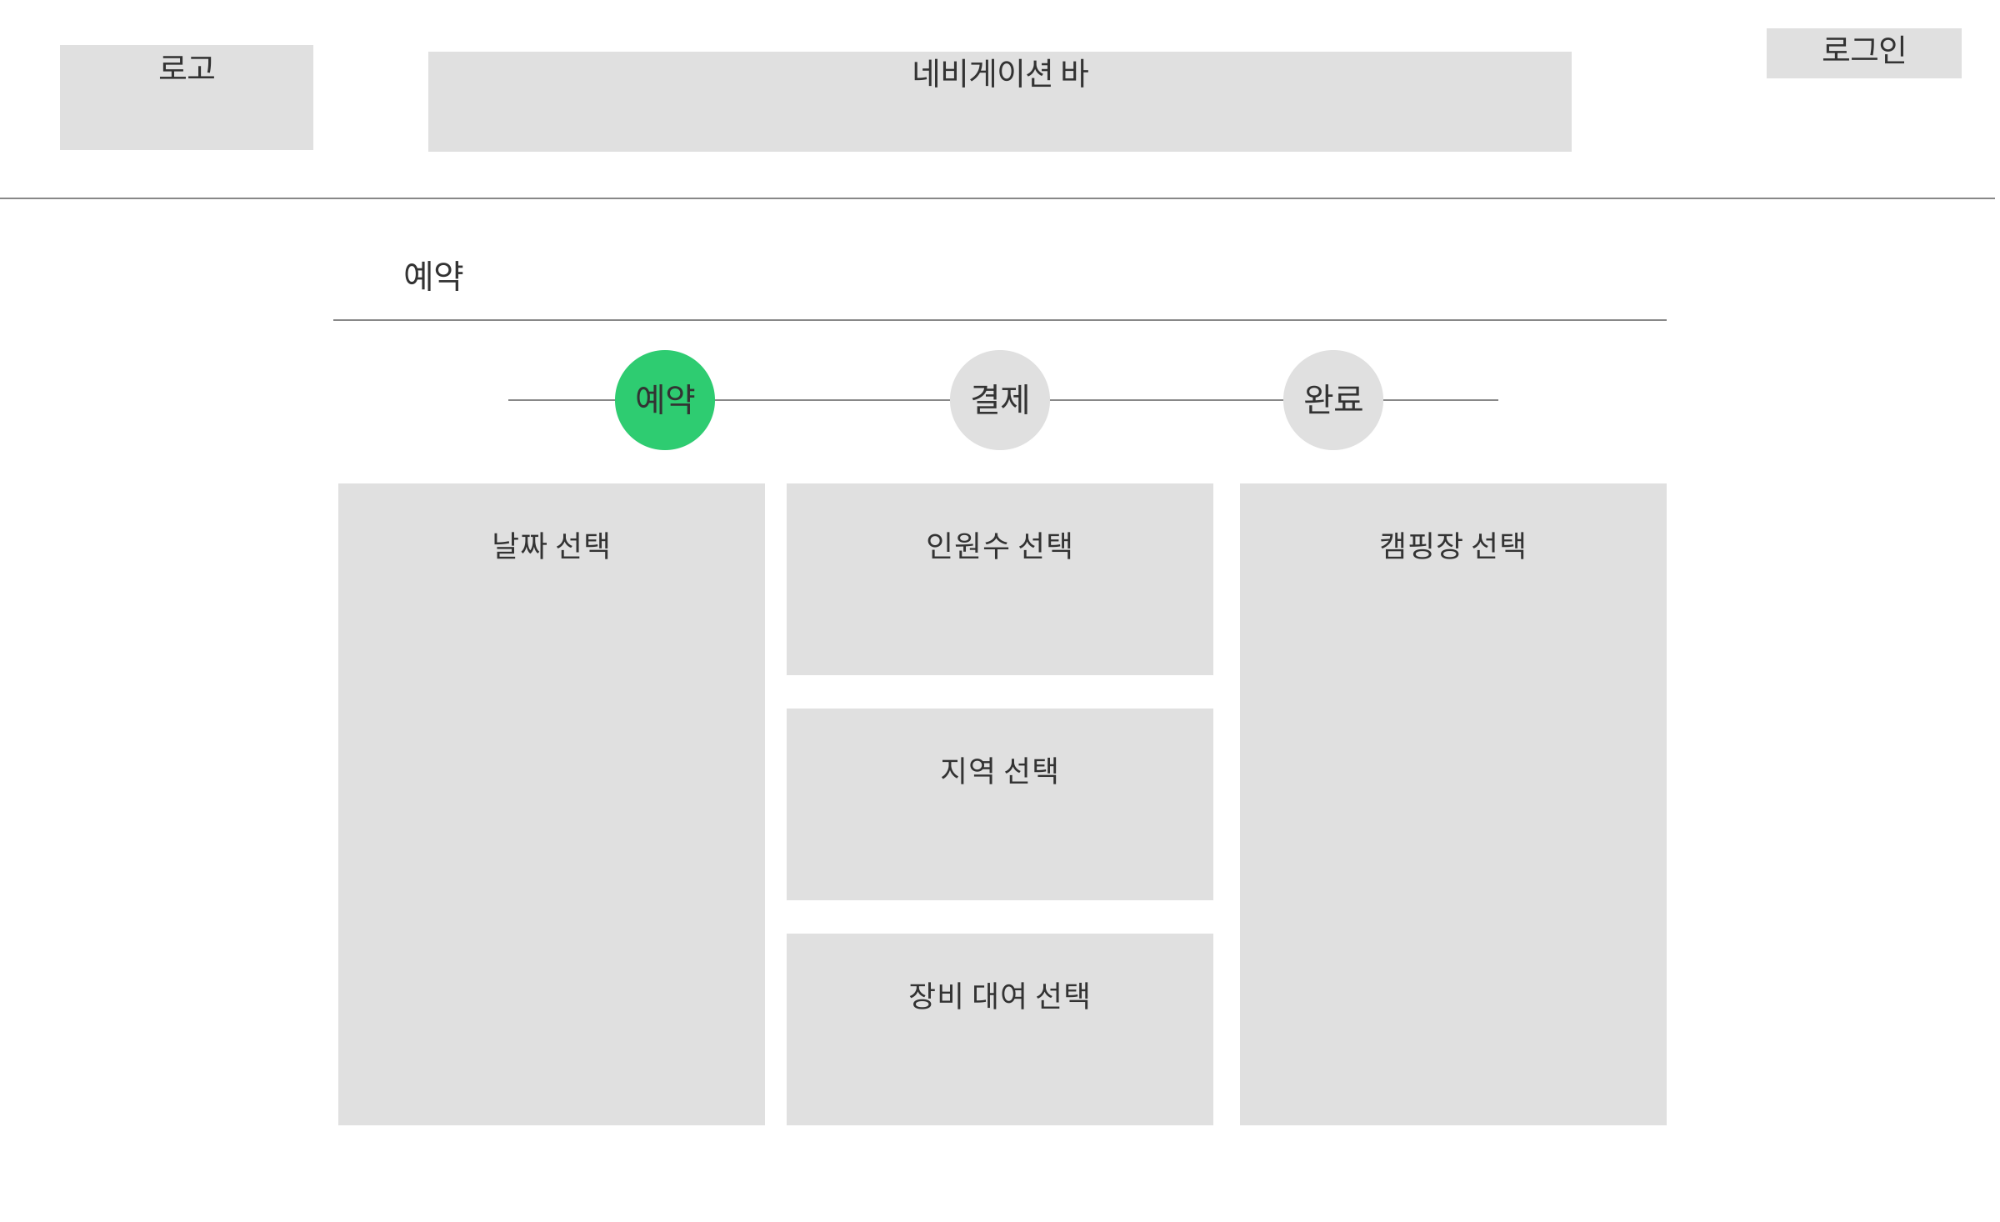 로고
네비게이션 바
로그인
예약
예약
결제
완료
날짜 선택
인원수 선택
캠핑장 선택
지역 선택
장비 대여 선택